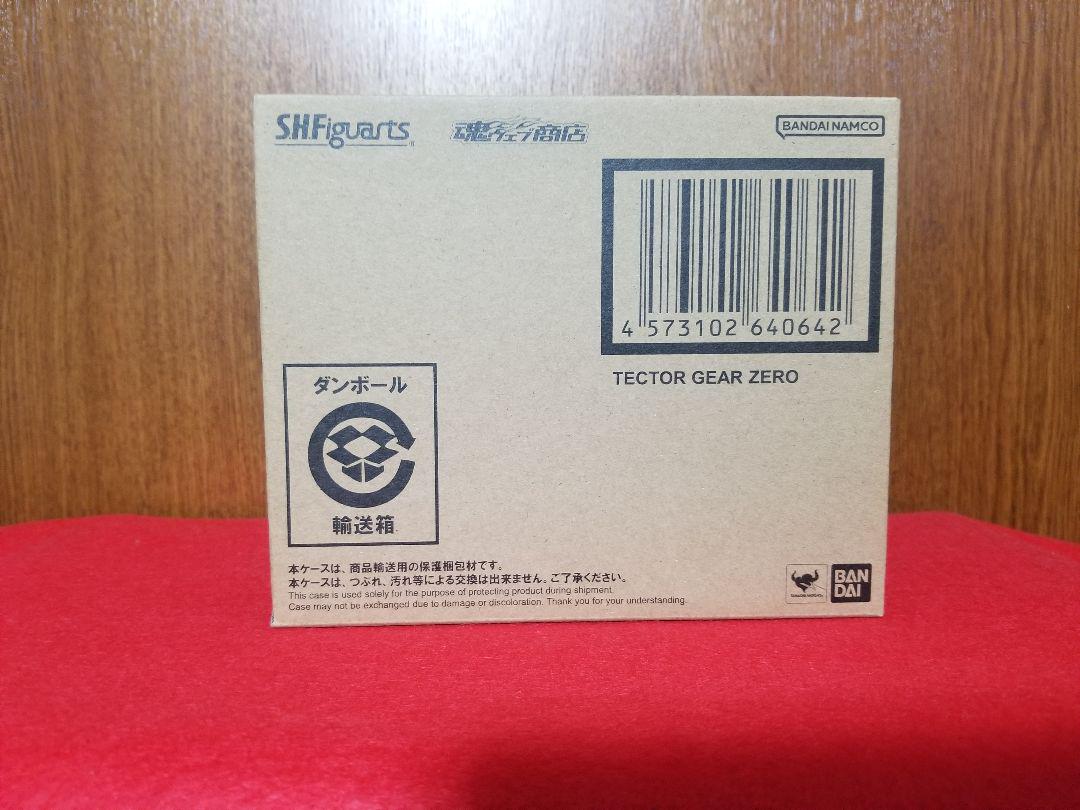 S.H.Figuarts
魂ウェブ商店
BANDAI NAMCO
4 573102 640642
TECTOR GEAR ZERO
ダンボール
輸送箱
本ケースは、商品輸送用の保護梱包材です。
本ケースは、つぶれ、汚れ等による交換は出来ません。ご了承ください。
This case is used solely for the purpose of protecting product during shipment.
Case may not be exchanged due to damage or discoloration. Thank you for your understanding.
BAN
DAI